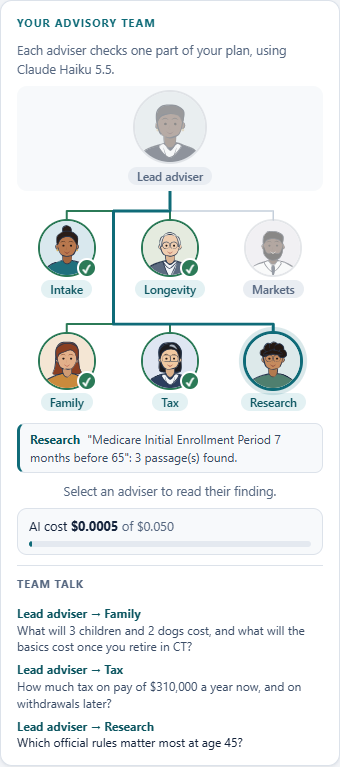 YOUR ADVISORY TEAM
Each adviser checks one part of your plan, using
Claude Haiku 5.5.
Lead adviser
Intake
Longevity
Markets
Family
Tax
Research
Research "Medicare Initial Enrollment Period 7
months before 65": 3 passage(s) found.
Select an adviser to read their finding.
AI cost $0.0005 of $0.050
TEAM TALK
Lead adviser → Family
What will 3 children and 2 dogs cost, and what will the
basics cost once you retire in CT?
Lead adviser → Tax
How much tax on pay of $310,000 a year now, and on
withdrawals later?
Lead adviser → Research
Which official rules matter most at age 45?